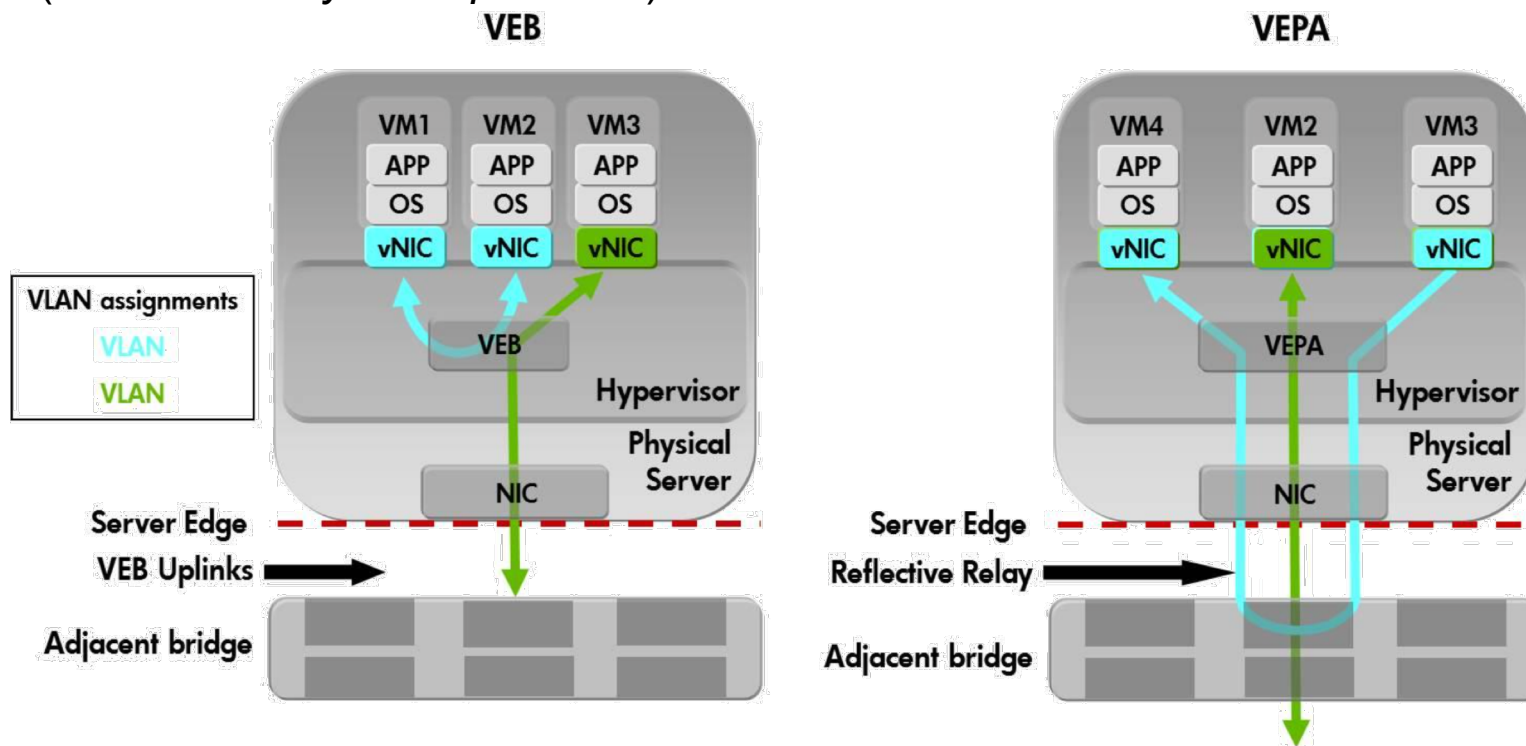 VEB
VM1 VM2 VM3
APP APP APP
OS OS OS
vNIC vNIC vNIC
VEB
Hypervisor
Physical
Server
NIC
VLAN assignments
VLAN
VLAN
Server Edge
VEB Uplinks
Adjacent bridge
VEPA
VM4 VM2 VM3
APP APP APP
OS OS OS
vNIC vNIC vNIC
VEPA
Hypervisor
Physical
Server
NIC
Server Edge
Reflective Relay
Adjacent bridge